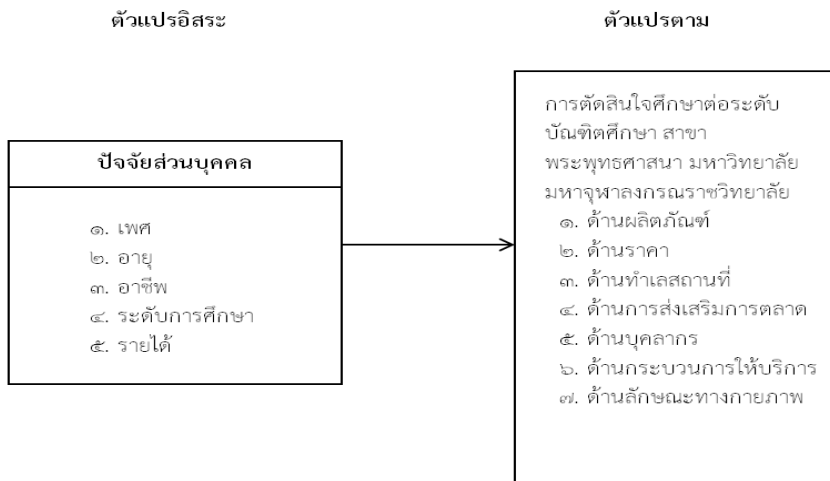 ตัวแปรอิสระ
ตัวแปรตาม
ปัจจัยส่วนบุคคล
๑. เพศ
๒. อายุ
๓. อาชีพ
๔. ระดับการศึกษา
๕. รายได้
การตัดสินใจศึกษาต่อระดับ
บัณฑิตศึกษา สาขา
พระพุทธศาสนา มหาวิทยาลัย
มหาจุฬาลงกรณราชวิทยาลัย
๑. ด้านผลิตภัณฑ์
๒. ด้านราคา
๓. ด้านทำเลสถานที่
๔. ด้านการส่งเสริมการตลาด
๕. ด้านบุคลากร
๖. ด้านกระบวนการให้บริการ
๗. ด้านลักษณะทางกายภาพ